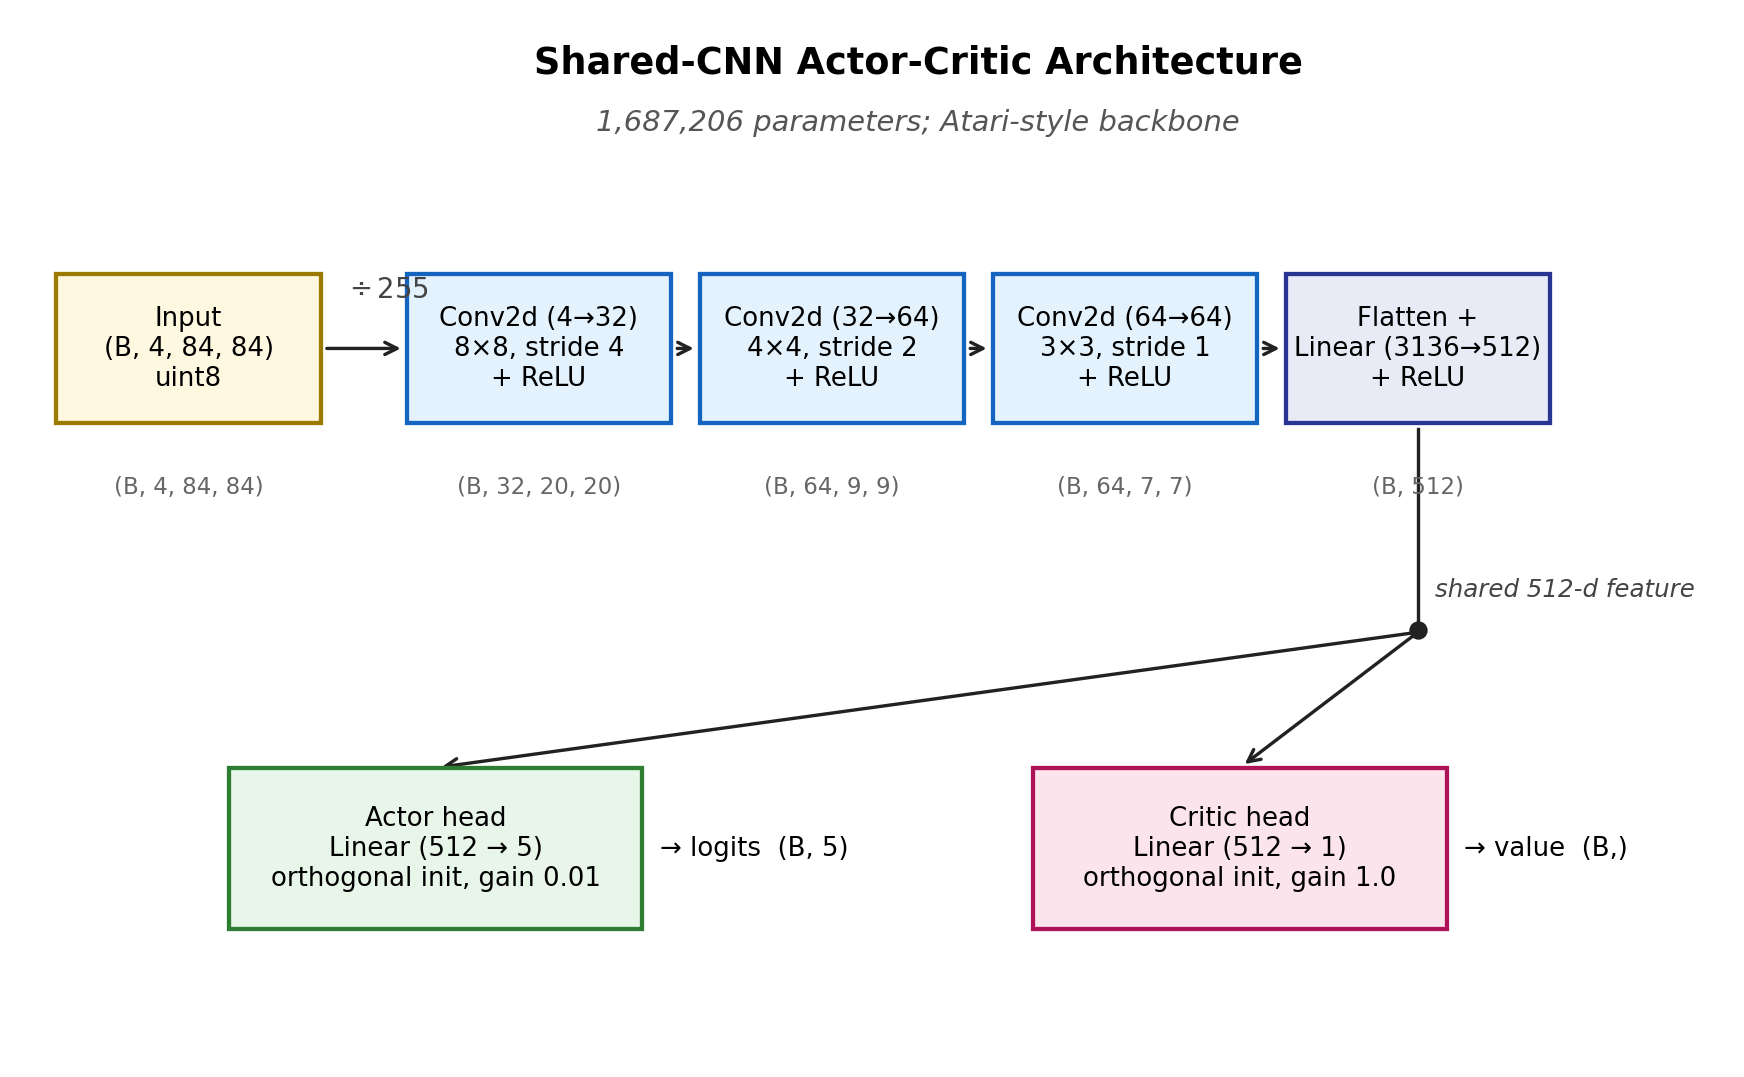 Shared-CNN Actor-Critic Architecture
1,687,206 parameters; Atari-style backbone
Input
(B, 4, 84, 84)
uint8
÷255
Conv2d (4→32)
8×8, stride 4
+ ReLU
Conv2d (32→64)
4×4, stride 2
+ ReLU
Conv2d (64→64)
3×3, stride 1
+ ReLU
Flatten +
Linear (3136→512)
+ ReLU
(B, 4, 84, 84)
(B, 32, 20, 20)
(B, 64, 9, 9)
(B, 64, 7, 7)
(B, 512)
shared 512-d feature
Actor head
Linear (512 → 5)
orthogonal init, gain 0.01
→ logits (B, 5)
Critic head
Linear (512 → 1)
orthogonal init, gain 1.0
→ value (B,)